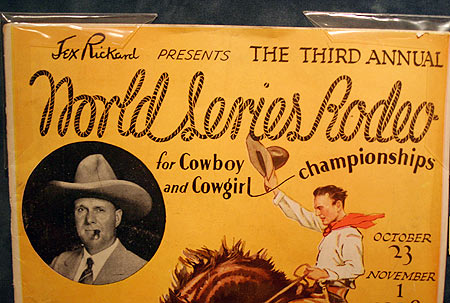 Tex Rickard PRESENTS THE THIRD ANNUAL
World Series Rodeo
for Cowboy
and Cowgirl championships
OCTOBER
23
NOVEMBER
1